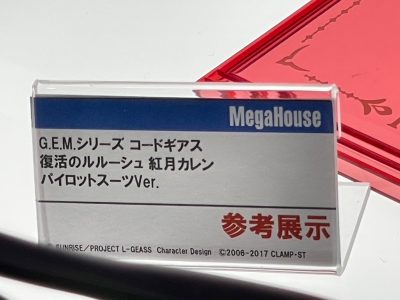 MegaHouse
G.E.M.シリーズ コードギアス
復活のルルーシュ 紅月カレン
パイロットスーツVer.
参考展示
SUNRISE/PROJECT L-GEASS Character Design ©2006-2017 CLAMP・ST